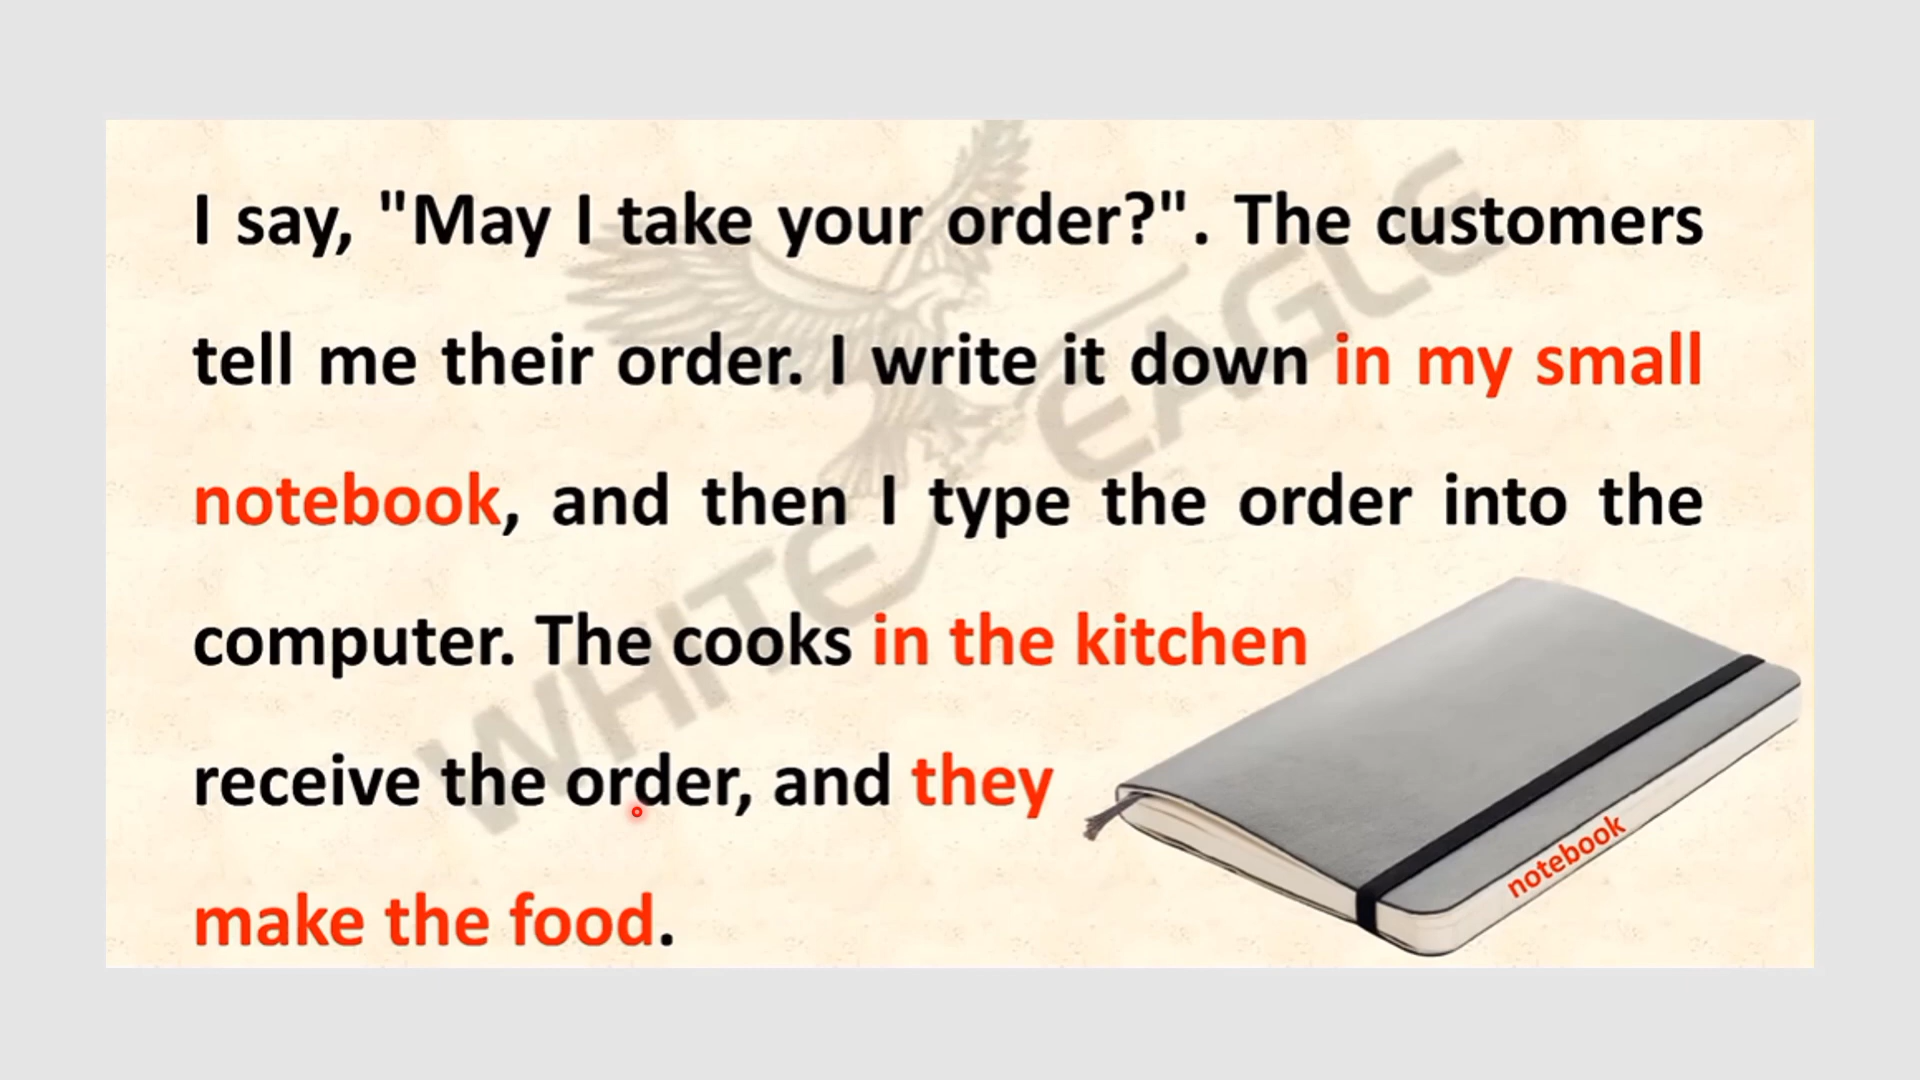 I say, "May I take your order?". The customers
tell me their order. I write it down in my small
notebook, and then I type the order into the
computer. The cooks in the kitchen
receive the order, and they
make the food.
notebook
WHITE EAGLE